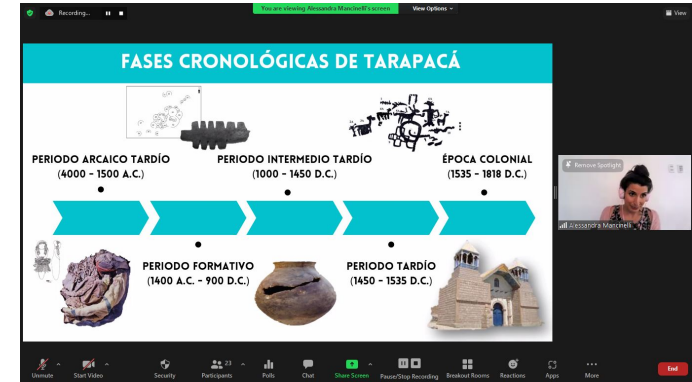 Recording...
You are viewing Alessandra Mancinelli's screen
View Options
View
FASES CRONOLÓGICAS DE TARAPACÁ
PERIODO ARCAICO TARDÍO
(4000 - 1500 A.C.)
PERIODO INTERMEDIO TARDÍO
(1000 - 1450 D.C.)
ÉPOCA COLONIAL
(1535 - 1818 D.C.)
PERIODO FORMATIVO
(1400 A.C. - 900 D.C.)
PERIODO TARDÍO
(1450 - 1535 D.C.)
Remove Spotlight
Alessandra Mancinelli
Unmute
Start Video
Security
Participants
23
Polls
Chat
Share Screen
Pause/Stop Recording
Breakout Rooms
Reactions
Apps
More
End